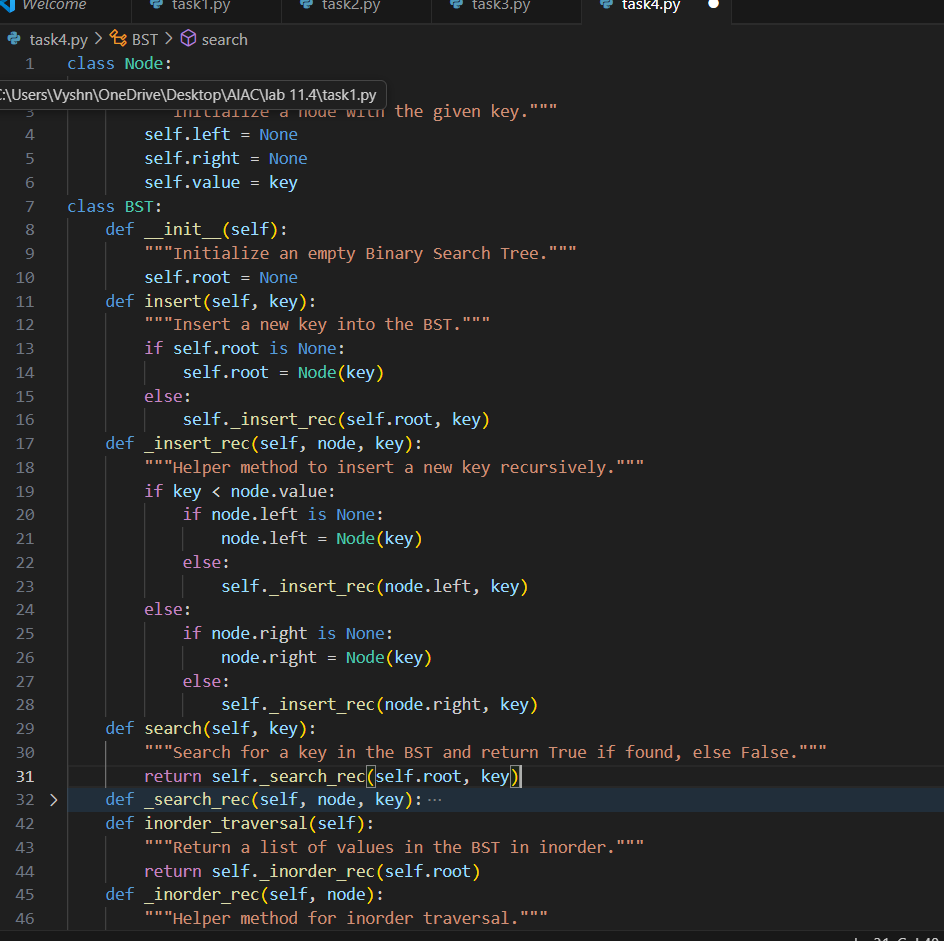 Welcome task1.py task2.py task3.py task4.py
task4.py > BST > search
1 class Node:
:\Users\Vyshn\OneDrive\Desktop\AIAC\lab 11.4\task1.py
3 """Initialize a node with the given key."""
4 self.left = None
5 self.right = None
6 self.value = key
7 class BST:
8 def __init__(self):
9 """Initialize an empty Binary Search Tree."""
10 self.root = None
11 def insert(self, key):
12 """Insert a new key into the BST."""
13 if self.root is None:
14 self.root = Node(key)
15 else:
16 self._insert_rec(self.root, key)
17 def _insert_rec(self, node, key):
18 """Helper method to insert a new key recursively."""
19 if key < node.value:
20 if node.left is None:
21 node.left = Node(key)
22 else:
23 self._insert_rec(node.left, key)
24 else:
25 if node.right is None:
26 node.right = Node(key)
27 else:
28 self._insert_rec(node.right, key)
29 def search(self, key):
30 """Search for a key in the BST and return True if found, else False."""
31 return self._search_rec(self.root, key)
32 def _search_rec(self, node, key): ···
42 def inorder_traversal(self):
43 """Return a list of values in the BST in inorder."""
44 return self._inorder_rec(self.root)
45 def _inorder_rec(self, node):
46 """Helper method for inorder traversal."""